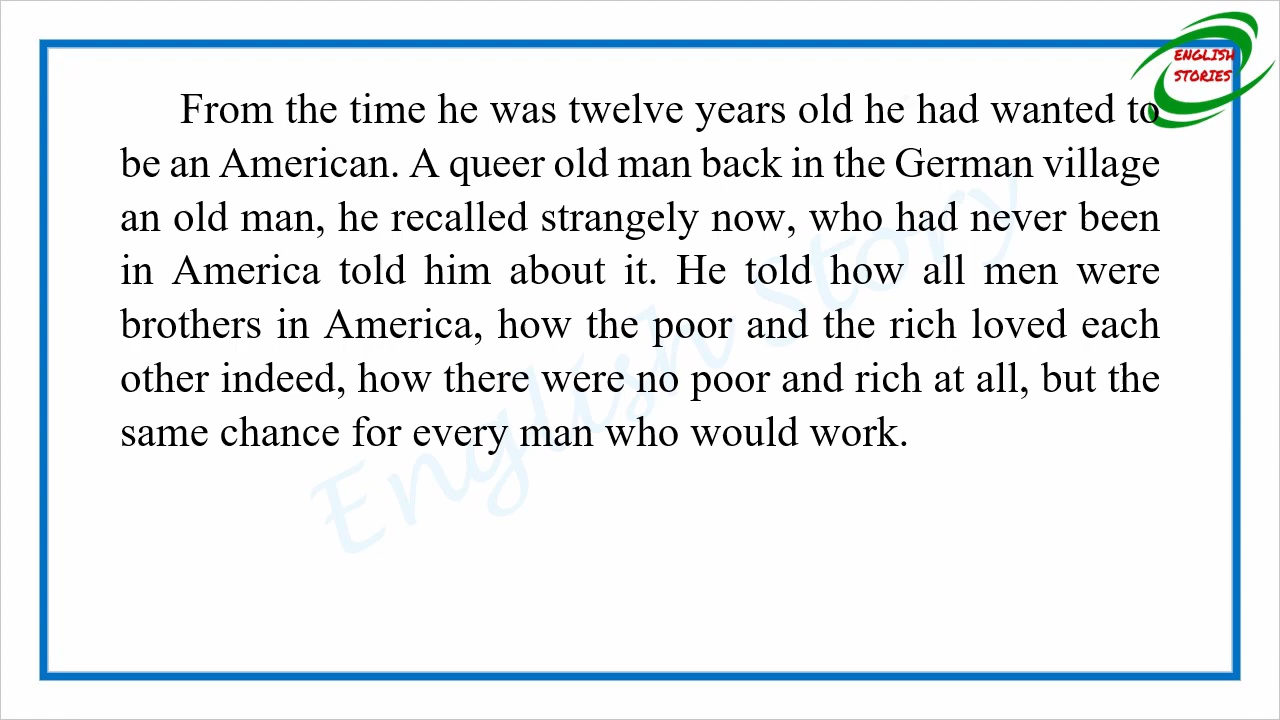 ENGLISH
STORIES
From the time he was twelve years old he had wanted to
be an American. A queer old man back in the German village
an old man, he recalled strangely now, who had never been
in America told him about it. He told how all men were
brothers in America, how the poor and the rich loved each
other indeed, how there were no poor and rich at all, but the
same chance for every man who would work.
English Story